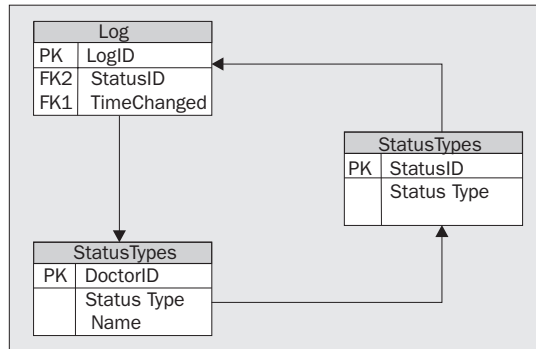 Log
PK LogID
FK2 StatusID
FK1 TimeChanged
StatusTypes
PK StatusID
Status Type
StatusTypes
PK DoctorID
Status Type
Name